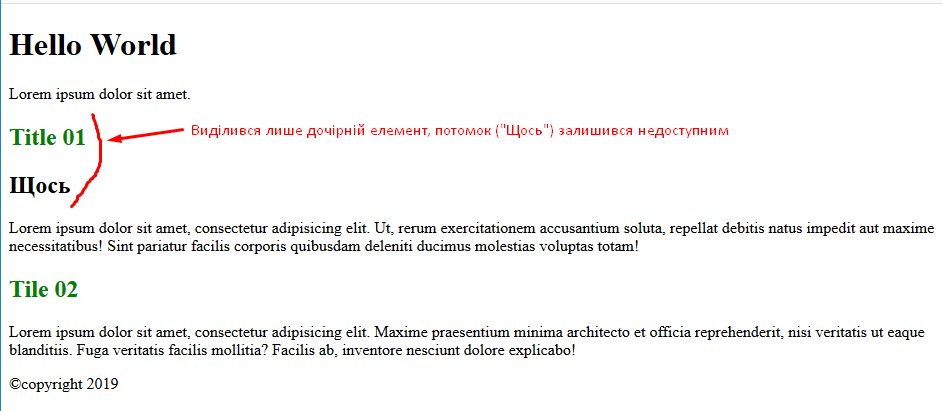 Hello World
Lorem ipsum dolor sit amet.
Title 01
Виділився лише дочірній елемент, потомок ("Щось") залишився недоступним
Щось
Lorem ipsum dolor sit amet, consectetur adipisicing elit. Ut, rerum exercitationem accusantium soluta, repellat debitis natus impedit aut maxime
necessitatibus! Sint pariatur facilis corporis quibusdam deleniti ducimus molestias voluptas totam!
Tile 02
Lorem ipsum dolor sit amet, consectetur adipisicing elit. Maxime praesentium minima architecto et officia reprehenderit, nisi veritatis ut eaque
blanditiis. Fuga veritatis facilis mollitia? Facilis ab, inventore nesciunt dolore explicabo!
©copyright 2019